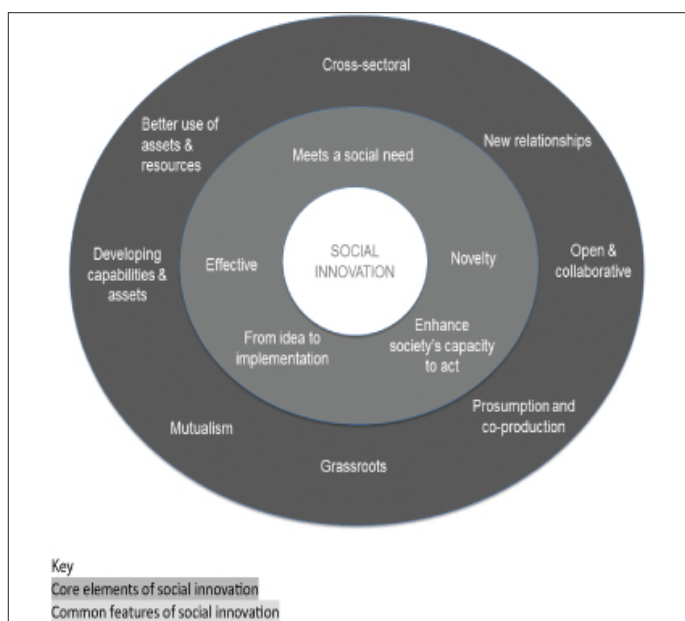 Cross-sectoral
Better use of
assets &
resources
New relationships
Meets a social need
Developing
capabilities &
assets
Effective
SOCIAL
INNOVATION
Novelty
Open &
collaborative
From idea to
implementation
Enhance
society's capacity
to act
Mutualism
Prosumption and
co-production
Grassroots
Key
Core elements of social innovation
Common features of social innovation